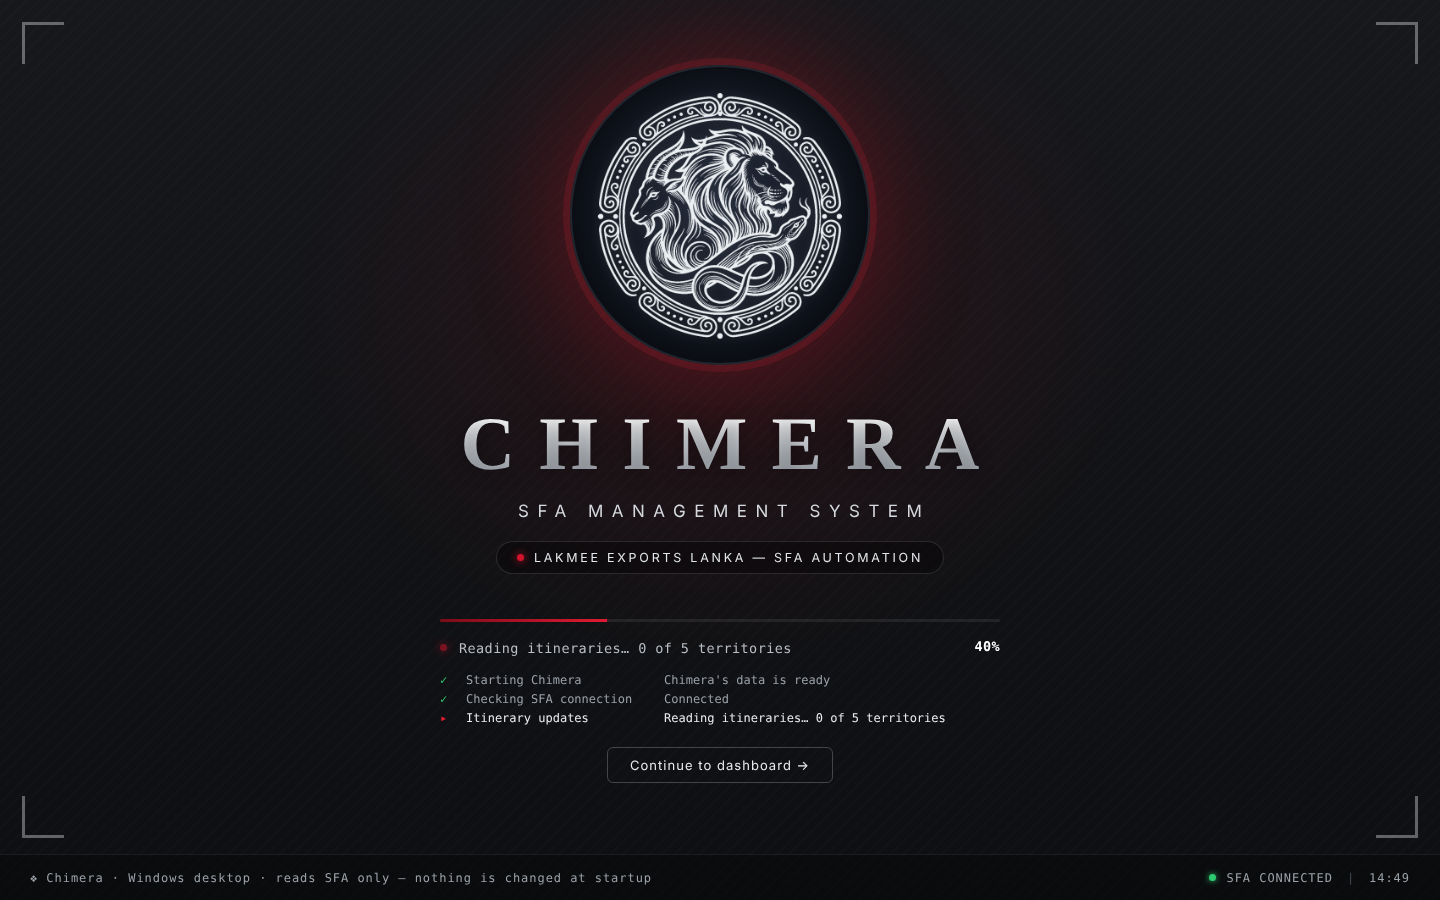 CHIMERA
SFA MANAGEMENT SYSTEM
LAKMEE EXPORTS LANKA — SFA AUTOMATION
Reading itineraries… 0 of 5 territories 40%
✓ Starting Chimera Chimera's data is ready
✓ Checking SFA connection Connected
▸ Itinerary updates Reading itineraries… 0 of 5 territories
Continue to dashboard →
❖ Chimera · Windows desktop · reads SFA only — nothing is changed at startup
SFA CONNECTED | 14:49